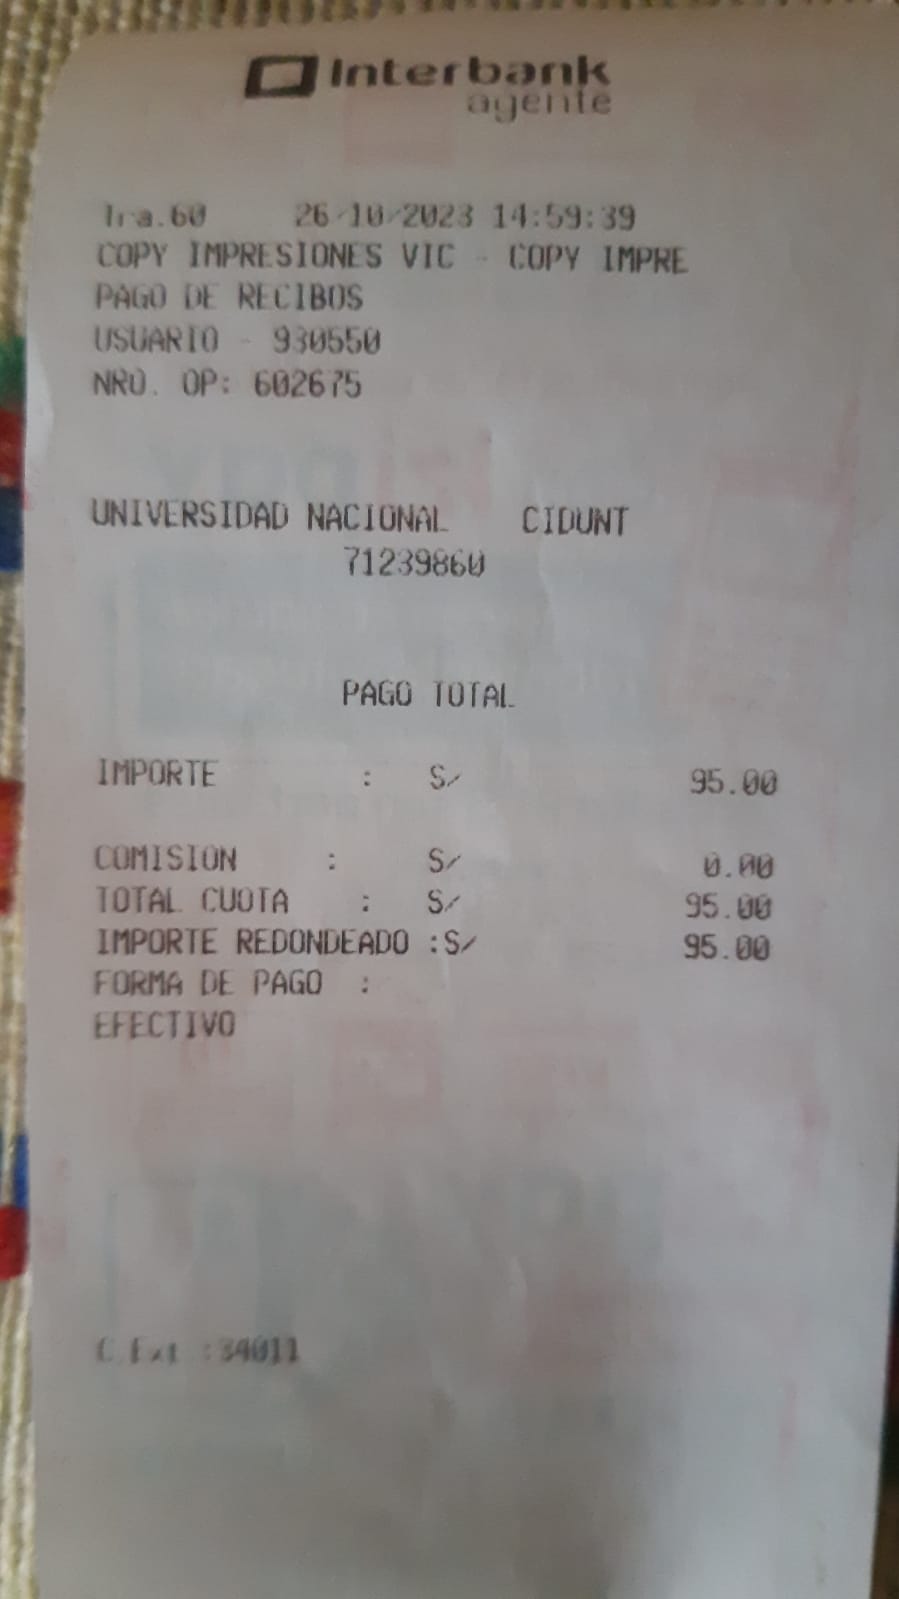 Interbank
agente
Tra.60 26/10/2023 14:59:39
COPY IMPRESIONES VIC - COPY IMPRE
PAGO DE RECIBOS
USUARIO - 930550
NRO. OP: 602675
UNIVERSIDAD NACIONAL CIDUNT
71239860
PAGO TOTAL
IMPORTE : S/ 95.00
COMISION : S/ 0.00
TOTAL CUOTA : S/ 95.00
IMPORTE REDONDEADO :S/ 95.00
FORMA DE PAGO :
EFECTIVO
C.Ext :34011